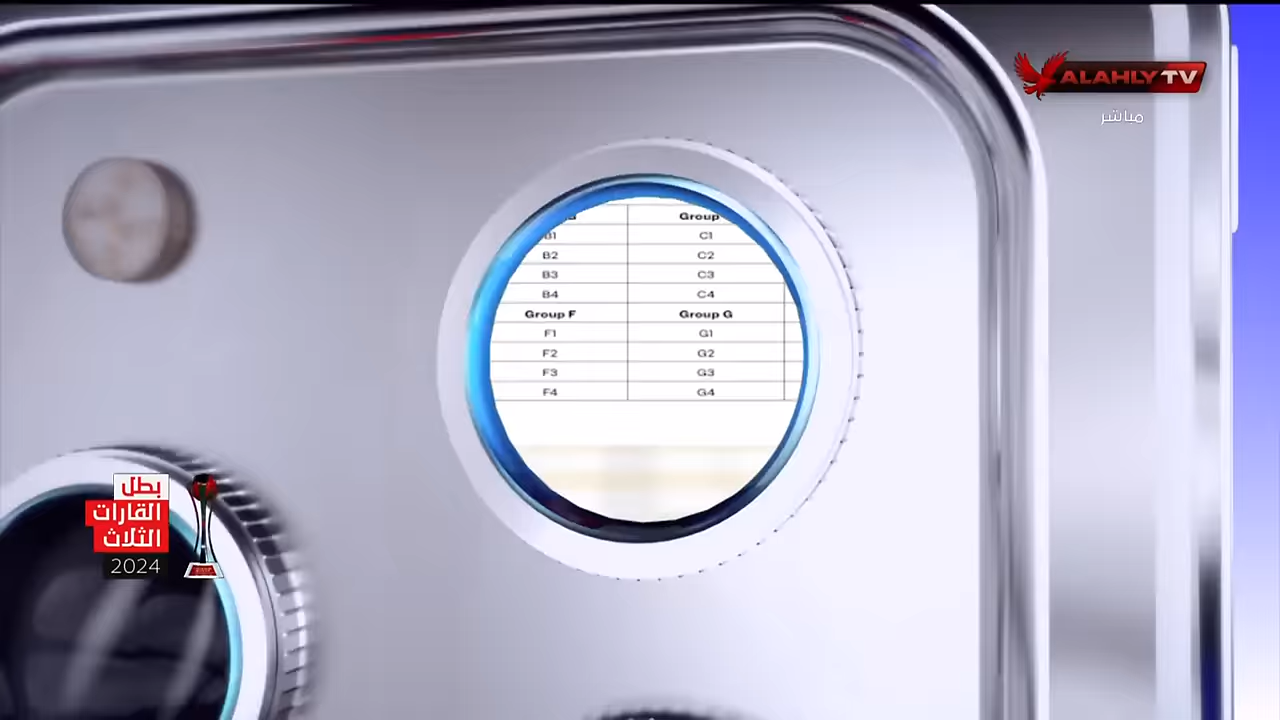 ALAHLY TV
مباشر
Group
B1 C1
B2 C2
B3 C3
B4 C4
Group F Group G
F1 G1
F2 G2
F3 G3
F4 G4
بطل
القارات
الثلاث
2024